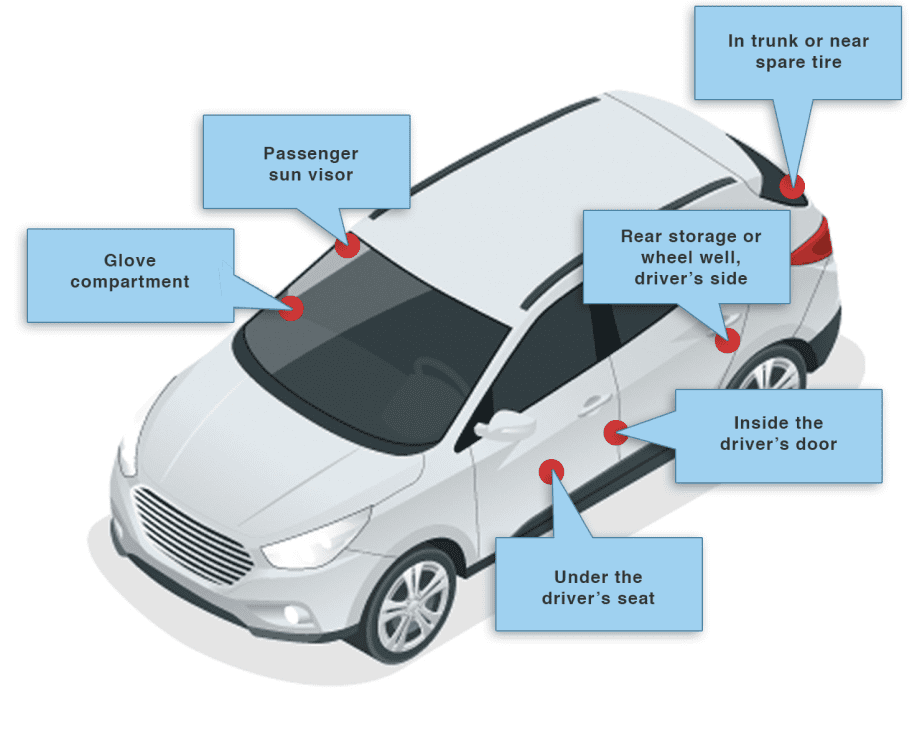 In trunk or near
spare tire
Passenger
sun visor
Glove
compartment
Rear storage or
wheel well,
driver’s side
Inside the
driver’s door
Under the
driver’s seat